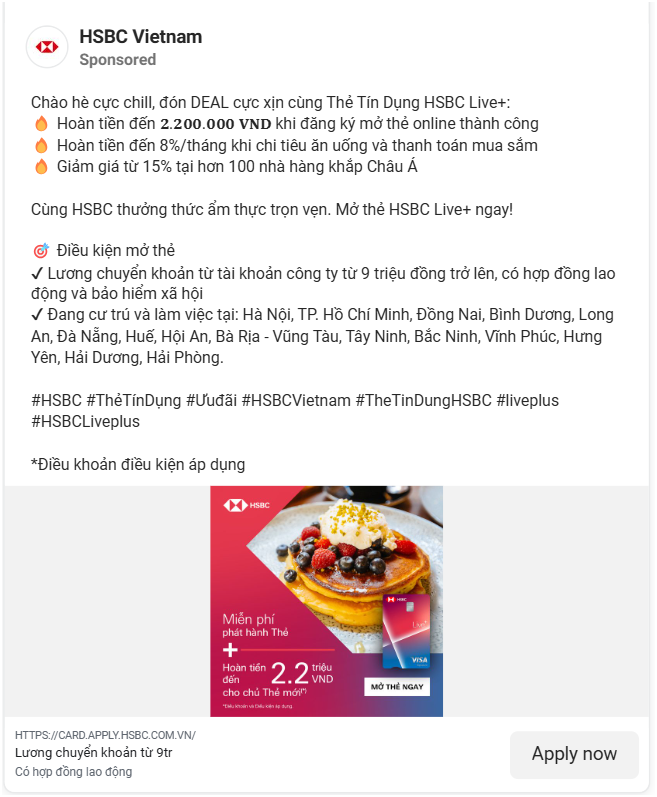 HSBC Vietnam
Sponsored
Chào hè cực chill, đón DEAL cực xịn cùng Thẻ Tín Dụng HSBC Live+:
🔥 Hoàn tiền đến 2.200.000 VND khi đăng ký mở thẻ online thành công
🔥 Hoàn tiền đến 8%/tháng khi chi tiêu ăn uống và thanh toán mua sắm
🔥 Giảm giá từ 15% tại hơn 100 nhà hàng khắp Châu Á
Cùng HSBC thưởng thức ẩm thực trọn vẹn. Mở thẻ HSBC Live+ ngay!
🎯 Điều kiện mở thẻ
✔ Lương chuyển khoản từ tài khoản công ty từ 9 triệu đồng trở lên, có hợp đồng lao
động và bảo hiểm xã hội
✔ Đang cư trú và làm việc tại: Hà Nội, TP. Hồ Chí Minh, Đồng Nai, Bình Dương, Long
An, Đà Nẵng, Huế, Hội An, Bà Rịa - Vũng Tàu, Tây Ninh, Bắc Ninh, Vĩnh Phúc, Hưng
Yên, Hải Dương, Hải Phòng.
#HSBC #ThẻTínDụng #Ưuđãi #HSBCVietnam #TheTinDungHSBC #liveplus
#HSBCLiveplus
*Điều khoản điều kiện áp dụng
HSBC
Miễn phí
phát hành Thẻ
+
Hoàn tiền
đến 2.2 triệu VND
cho chủ Thẻ mới(*)
*Điều khoản và Điều kiện áp dụng.
HSBC
Live+
VISA
MỞ THẺ NGAY
HTTPS://CARD.APPLY.HSBC.COM.VN/
Lương chuyển khoản từ 9tr
Có hợp đồng lao động
Apply now